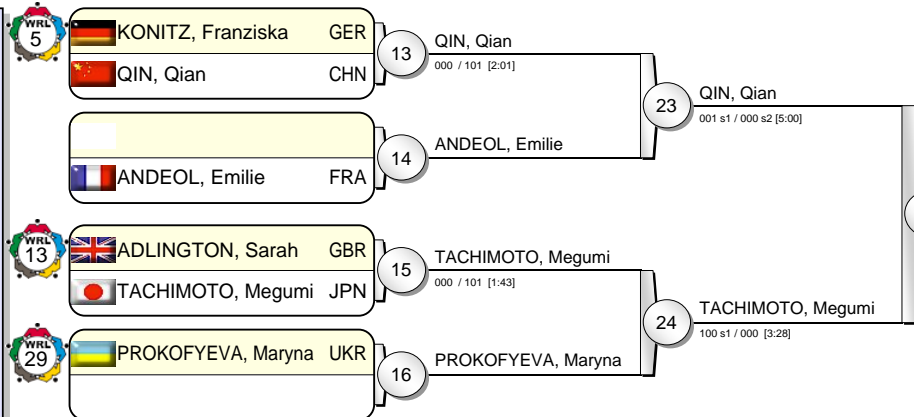 WRL
5
KONITZ, Franziska GER
QIN, Qian CHN
13
QIN, Qian
000 / 101 [2:01]
23
QIN, Qian
001 s1 / 000 s2 [5:00]
14
ANDEOL, Emilie
ANDEOL, Emilie FRA
WRL
13
ADLINGTON, Sarah GBR
TACHIMOTO, Megumi JPN
15
TACHIMOTO, Megumi
000 / 101 [1:43]
24
TACHIMOTO, Megumi
100 s1 / 000 [3:28]
WRL
29
PROKOFYEVA, Maryna UKR
16
PROKOFYEVA, Maryna